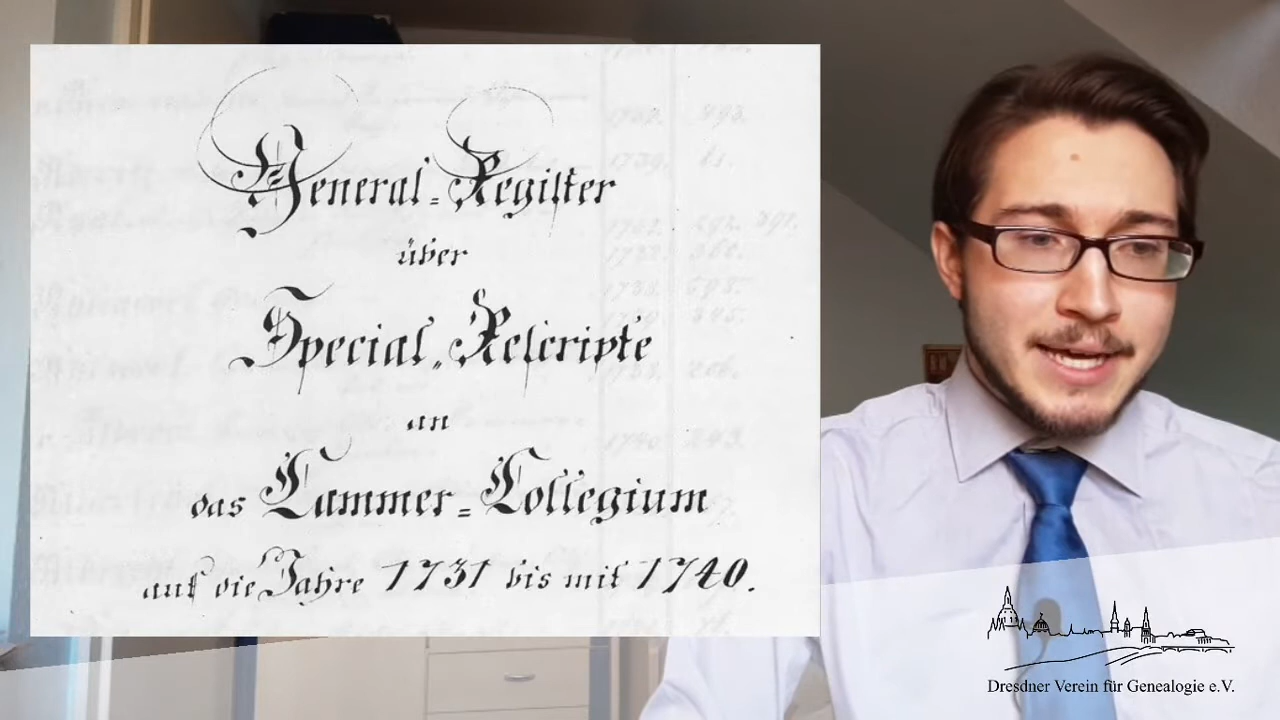 General-Register
über
Special-Rescripte
an
das Cammer-Collegium
auf die Jahre 1731 bis mit 1740.
Dresdner Verein für Genealogie e.V.